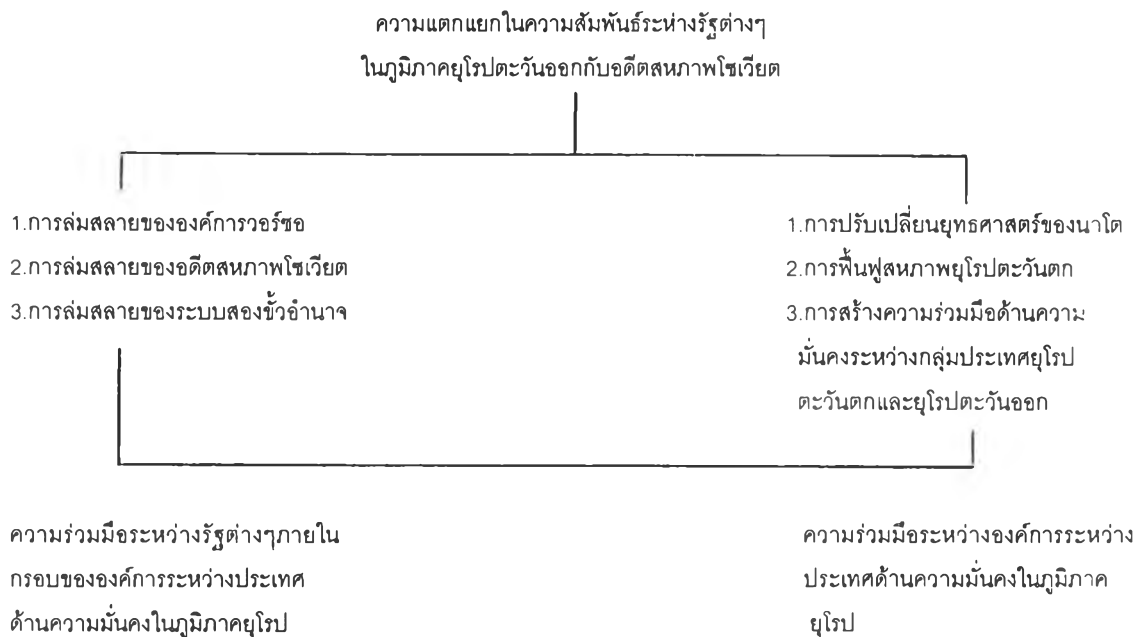 ความแตกแยกในความสัมพันธ์ระห่างรัฐต่างๆ
ในภูมิภาคยุโรปตะวันออกกับอดีตสหภาพโซเวียต
1.การล่มสลายขององค์การวอร์ซอ
2.การล่มสลายของอดีตสหภาพโซเวียต
3.การล่มสลายของระบบสองขั้วอำนาจ
1.การปรับเปลี่ยนยุทธศาสตร์ของนาโต
2.การฟื้นฟูสหภาพยุโรปตะวันตก
3.การสร้างความร่วมมือด้านความ
มั่นคงระหว่างกลุ่มประเทศยุโรป
ตะวันตกและยุโรปตะวันออก
ความร่วมมือระหว่างรัฐต่างๆภายใน
กรอบขององค์การระหว่างประเทศ
ด้านความมั่นคงในภูมิภาคยุโรป
ความร่วมมือระหว่างองค์การระหว่าง
ประเทศด้านความมั่นคงในภูมิภาค
ยุโรป